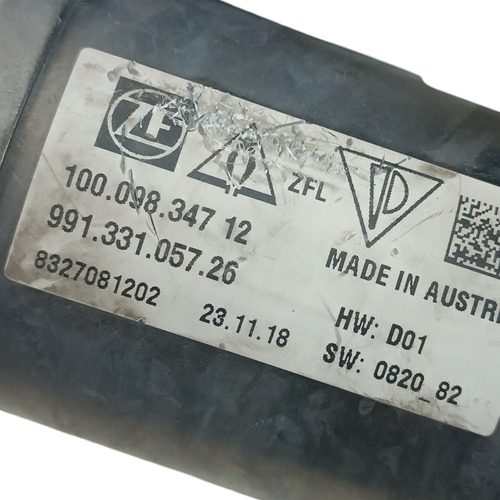 ZF
ZFL
100.098.347 12
991.331.057.26
MADE IN AUSTRI
8327081202
23.11.18
HW: D01
SW: 0820_82